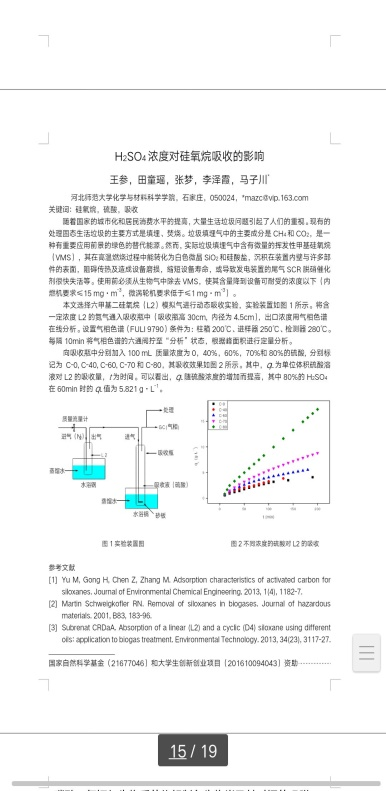 H₂SO₄ 浓度对硅氧烷吸收的影响
王参，田童瑶，张梦，李泽霞，马子川*
河北师范大学化学与材料科学学院，石家庄，050024，*mazc@vip.163.com
关键词：硅氧烷，硫酸，吸收
随着国家的城市化和居民消费水平的提高，大量生活垃圾问题引起了人们的重视。现有的
处理固态生活垃圾的主要方式是填埋、焚烧。垃圾填埋气中的主要成分是 CH₄ 和 CO₂，是一
种有重要应用前景的绿色的替代能源。然而，实际垃圾填埋气中含有微量的挥发性甲基硅氧烷
（VMS），其在高温燃烧过程中能转化为白色微晶 SiO₂ 和硅酸盐，沉积在装置内壁与许多部
件的表面，阻碍传热及造成设备磨损，缩短设备寿命，或导致发电装置的尾气 SCR 脱硝催化
剂很快失活等。使用前必须从生物气中除去 VMS，使其含量降到设备可耐受的浓度以下（内
燃机要求≤15 mg·m⁻³，微涡轮机要求低于≤1 mg·m⁻³）。
本文选择六甲基二硅氧烷（L2）模拟气进行动态吸收实验，实验装置如图 1 所示。将含
一定浓度 L2 的氮气通入吸收瓶中（吸收瓶高 30cm，内径为 4.5cm），出口浓度用气相色谱
在线分析。设置气相色谱（FULI 9790）条件为：柱箱 200℃，进样器 250℃，检测器 280℃。
每隔 10min 将气相色谱的六通阀拧至“分析”状态，根据峰面积进行定量分析。
向吸收瓶中分别加入 100 mL 质量浓度为 0，40%，60%，70%和 80%的硫酸，分别标
记为 C-0，C-40，C-60，C-70 和 C-80，其吸收效果如图 2 所示。其中，q 为单位体积硫酸溶
液对 L2 的吸收量，t 为时间。可以看出，q 随硫酸浓度的增加而提高，其中 80%的 H₂SO₄
在 60min 时的 q 值为 5.821 g·L⁻¹。
质量流量计
进气（N₂）
出气
进气
处理
GC(气相)
L2
吸收瓶
蒸馏水
水浴锅
吸收液（硫酸）
蒸馏水
水浴锅
砂板
C-0
C-40
C-60
C-70
C-80
t (min)
图 1 实验装置图
图 2 不同浓度的硫酸对 L2 的吸收
参考文献
[1] Yu M, Gong H, Chen Z, Zhang M. Adsorption characteristics of activated carbon for
siloxanes. Journal of Environmental Chemical Engineering, 2013, 1(4), 1182-7.
[2] Martin Schweigkofler RN. Removal of siloxanes in biogases. Journal of hazardous
materials, 2001, B83, 183-96.
[3] Subrenat CRDaA. Absorption of a linear (L2) and a cyclic (D4) siloxane using different
oils: application to biogas treatment. Environmental Technology. 2013, 34(23), 3117-27.
国家自然科学基金（21677046）和大学生创新创业项目（201610094043）资助
15 / 19